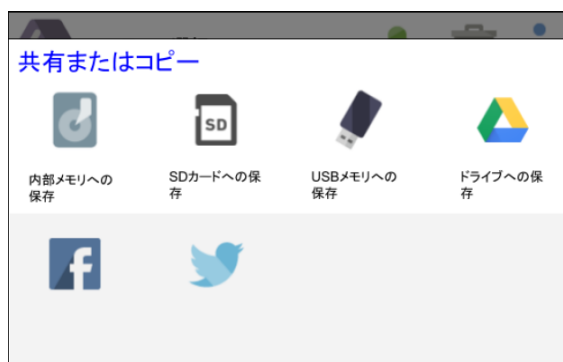 共有またはコピー
SD
内部メモリへの
保存
SDカードへの保
存
USBメモリへの
保存
ドライブへの保
存